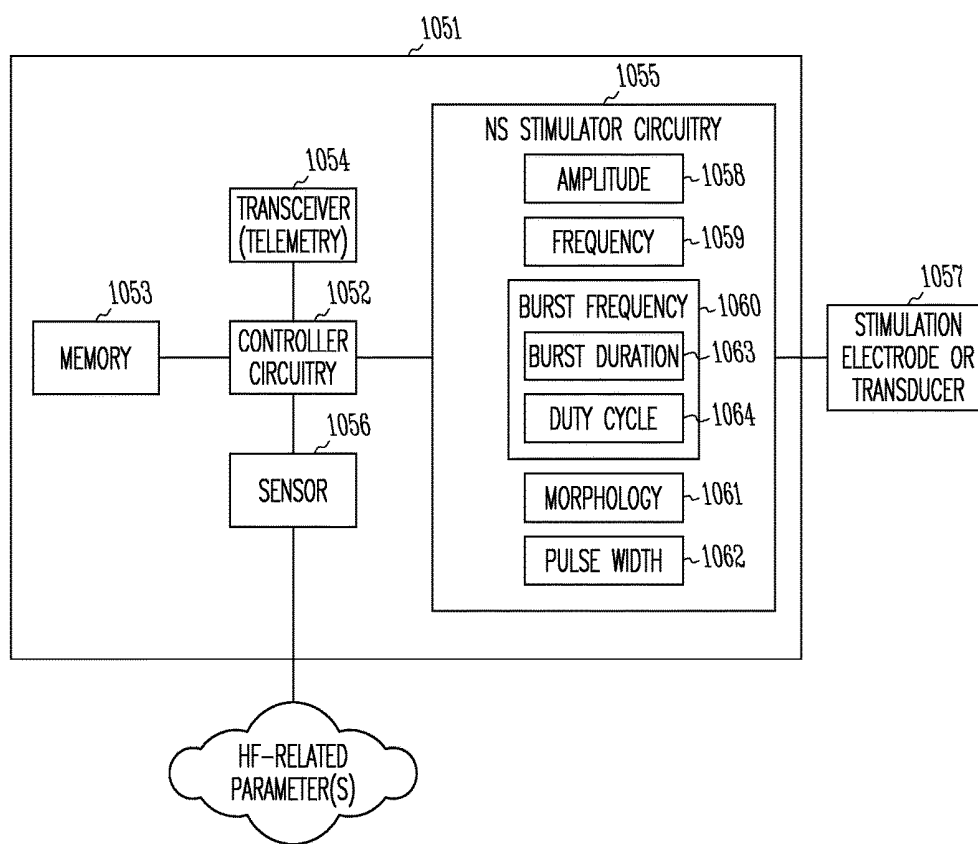 1051
1055
NS STIMULATOR CIRCUITRY
AMPLITUDE
1058
FREQUENCY
1059
BURST FREQUENCY
1060
BURST DURATION
1063
DUTY CYCLE
1064
MORPHOLOGY
1061
PULSE WIDTH
1062
1054
TRANSCEIVER
(TELEMETRY)
1053
MEMORY
1052
CONTROLLER
CIRCUITRY
1056
SENSOR
1057
STIMULATION
ELECTRODE OR
TRANSDUCER
HF-RELATED
PARAMETER(S)